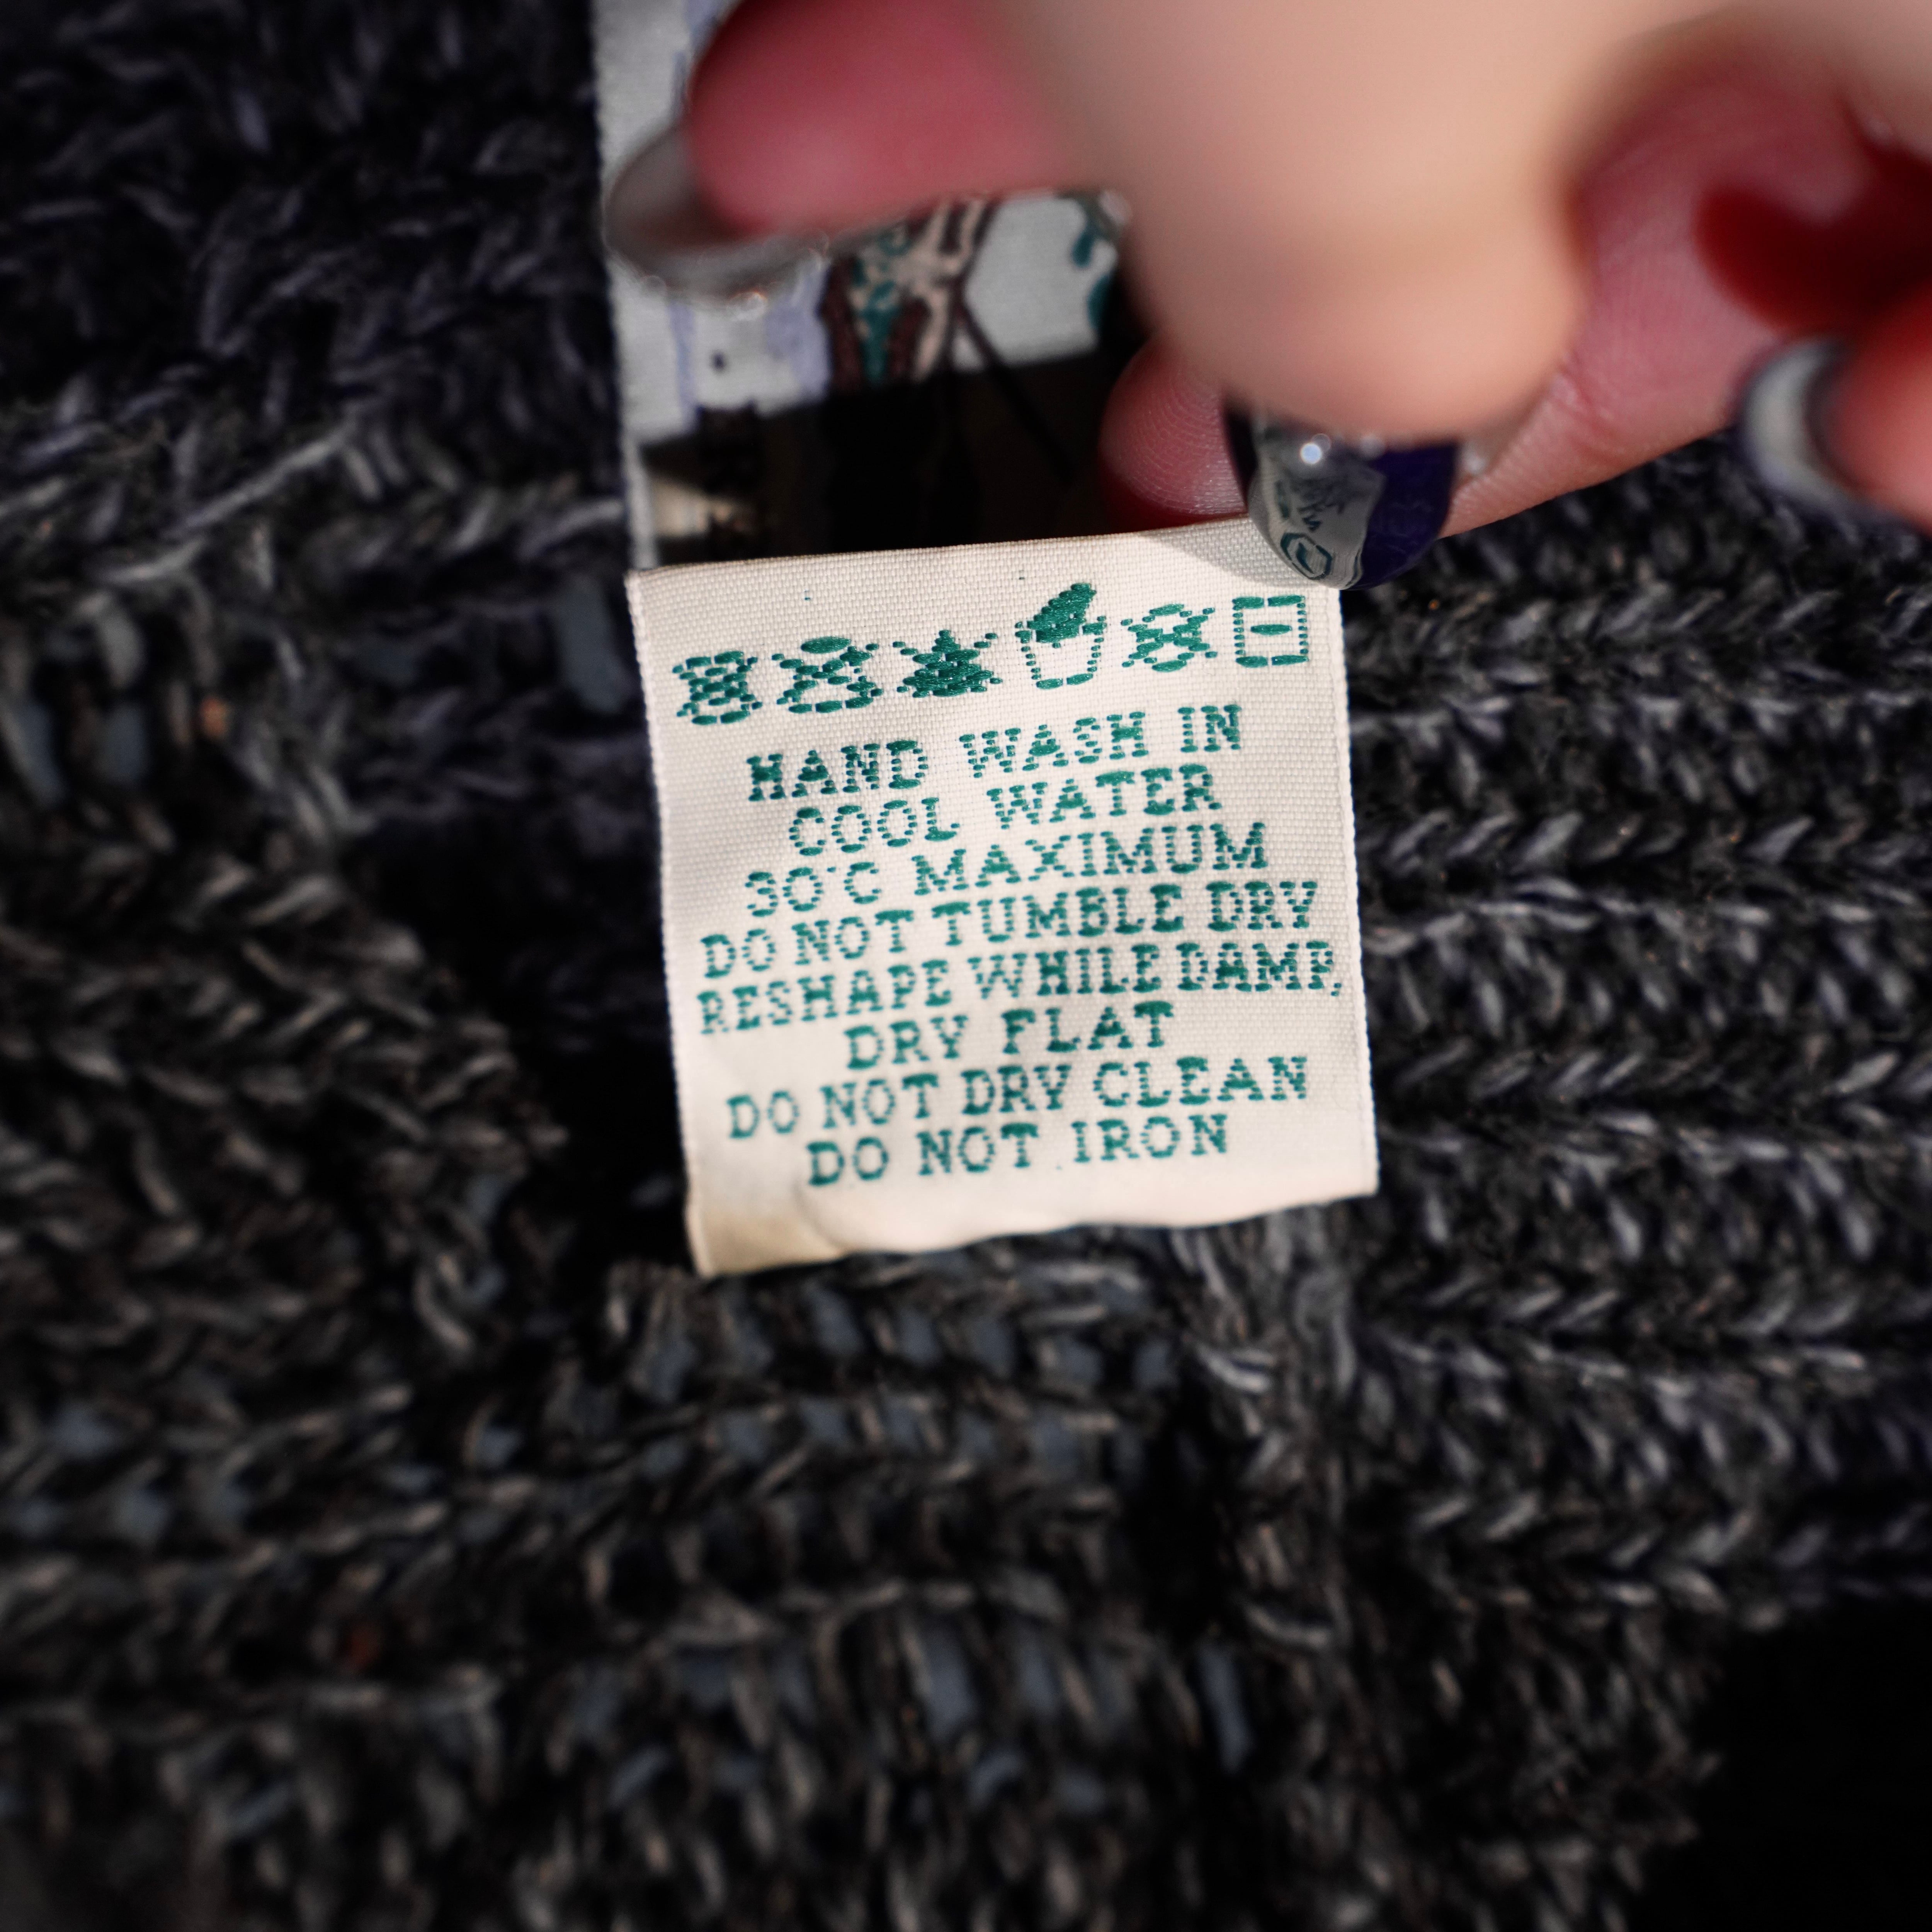 HAND WASH IN
COOL WATER
30°C MAXIMUM
DO NOT TUMBLE DRY
RESHAPE WHILE DAMP,
DRY FLAT
DO NOT DRY CLEAN
DO NOT IRON